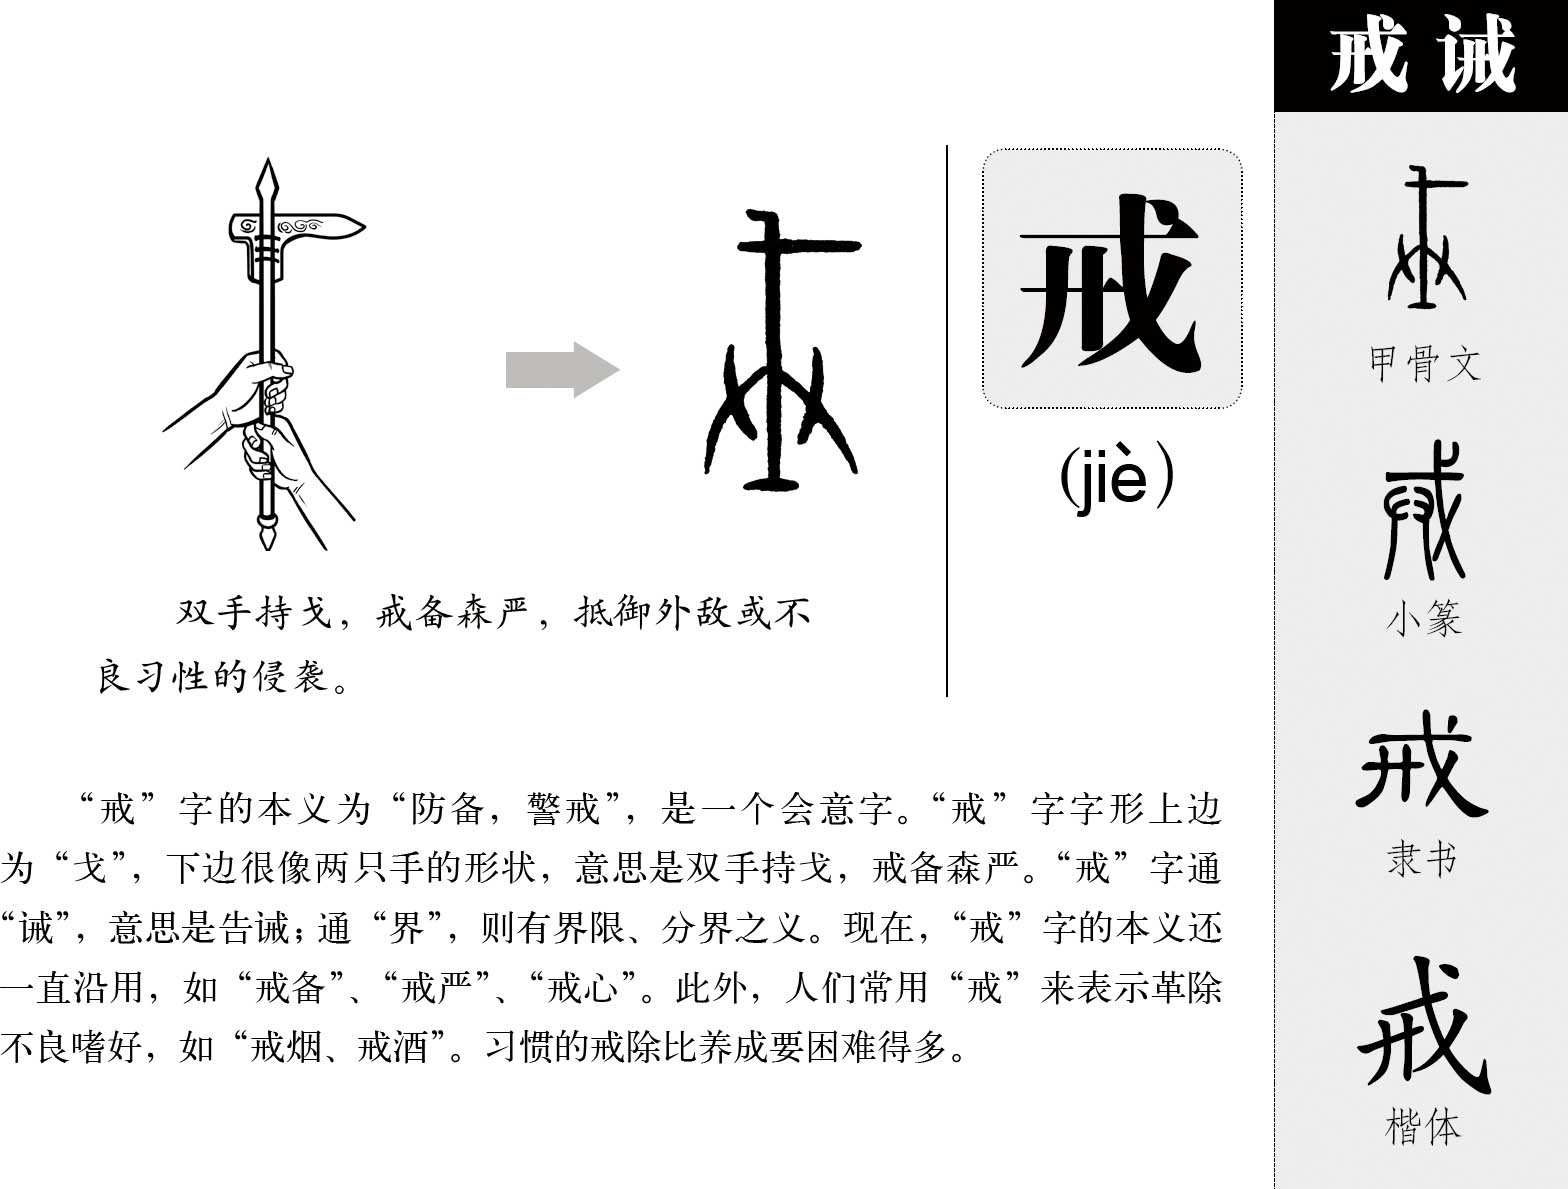 戒 诫
戒
(jiè)
双手持戈，戒备森严，抵御外敌或不
良习性的侵袭。
“戒”字的本义为“防备，警戒”，是一个会意字。“戒”字字形上边
为“戈”，下边很像两只手的形状，意思是双手持戈，戒备森严。“戒”字通
“诫”，意思是告诫；通“界”，则有界限、分界之义。现在，“戒”字的本义还
一直沿用，如“戒备”、“戒严”、“戒心”。此外，人们常用“戒”来表示革除
不良嗜好，如“戒烟、戒酒”。习惯的戒除比养成要困难得多。
甲骨文
戒
小篆
戒
隶书
戒
楷体